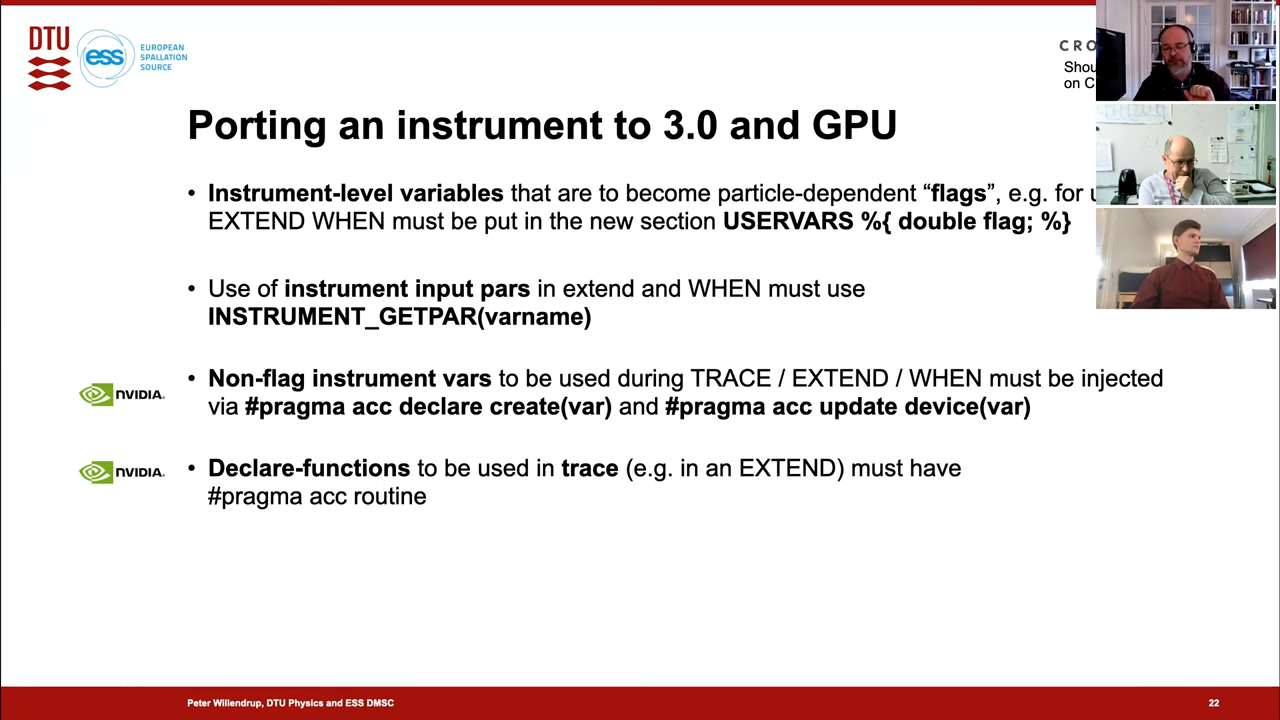 DTU
ess
EUROPEAN
SPALLATION
SOURCE
Porting an instrument to 3.0 and GPU
• Instrument-level variables that are to become particle-dependent “flags”, e.g. for
EXTEND WHEN must be put in the new section USERVARS %{ double flag; %}
• Use of instrument input pars in extend and WHEN must use
INSTRUMENT_GETPAR(varname)
NVIDIA.
• Non-flag instrument vars to be used during TRACE / EXTEND / WHEN must be injected
via #pragma acc declare create(var) and #pragma acc update device(var)
NVIDIA.
• Declare-functions to be used in trace (e.g. in an EXTEND) must have
#pragma acc routine
Peter Willendrup, DTU Physics and ESS DMSC
22